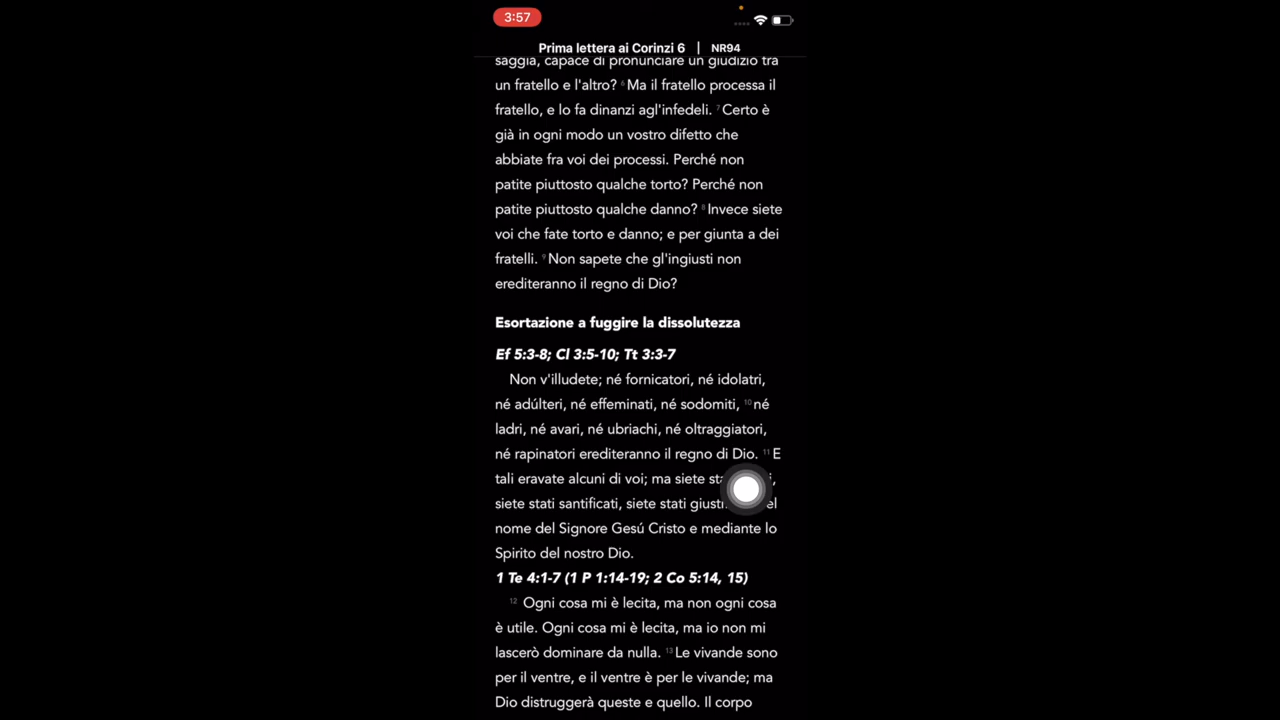 3:57
Prima lettera ai Corinzi 6 | NR94
saggia, capace di pronunciare un giudizio tra
un fratello e l'altro? 6 Ma il fratello processa il
fratello, e lo fa dinanzi agl'infedeli. 7 Certo è
già in ogni modo un vostro difetto che
abbiate fra voi dei processi. Perché non
patite piuttosto qualche torto? Perché non
patite piuttosto qualche danno? 8 Invece siete
voi che fate torto e danno; e per giunta a dei
fratelli. 9 Non sapete che gl'ingiusti non
erediteranno il regno di Dio?
Esortazione a fuggire la dissolutezza
Ef 5:3-8; Cl 3:5-10; Tt 3:3-7
Non v'illudete; né fornicatori, né idolatri,
né adúlteri, né effeminati, né sodomiti, 10 né
ladri, né avari, né ubriachi, né oltraggiatori,
né rapinatori erediteranno il regno di Dio. 11 E
tali eravate alcuni di voi; ma siete
siete stati santificati, siete stati
nome del Signore Gesú Cristo e mediante lo
Spirito del nostro Dio.
1 Te 4:1-7 (1 P 1:14-19; 2 Co 5:14, 15)
12 Ogni cosa mi è lecita, ma non ogni cosa
è utile. Ogni cosa mi è lecita, ma io non mi
lascerò dominare da nulla. 13 Le vivande sono
per il ventre, e il ventre è per le vivande; ma
Dio distruggerà queste e quello. Il corpo